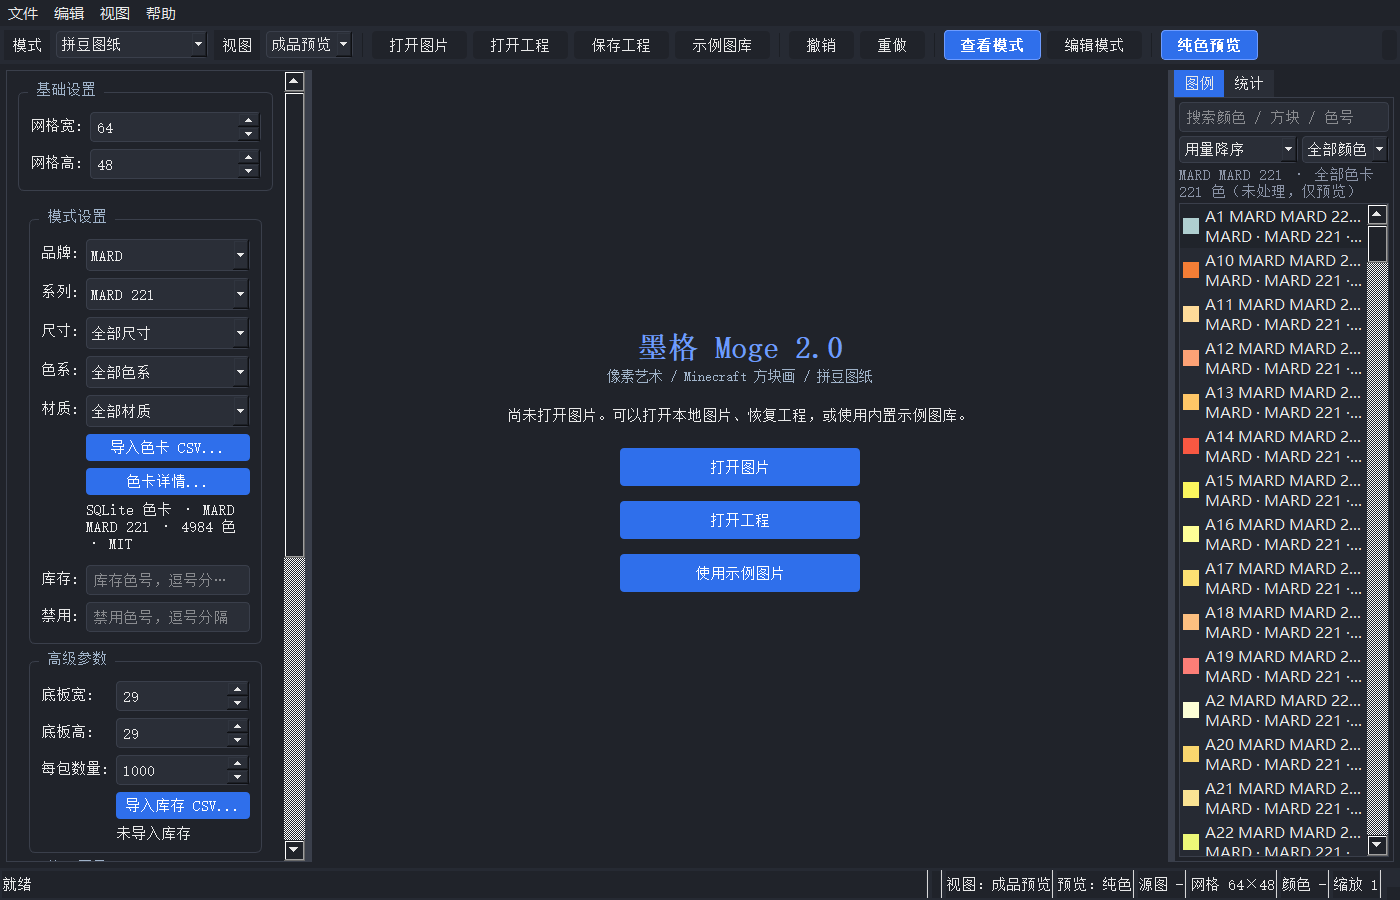 文件 编辑 视图 帮助
模式 拼豆图纸 视图 成品预览 打开图片 打开工程 保存工程 示例图库 撤销 重做 查看模式 编辑模式 纯色预览
基础设置
网格宽: 64
网格高: 48
模式设置
品牌: MARD
系列: MARD 221
尺寸: 全部尺寸
色系: 全部色系
材质: 全部材质
导入色卡 CSV...
色卡详情...
SQLite 色卡 · MARD
MARD 221 · 4984 色
· MIT
库存: 库存色号, 逗号分…
禁用: 禁用色号, 逗号分隔
高级参数
底板宽: 29
底板高: 29
每包数量: 1000
导入库存 CSV...
未导入库存
墨格 Moge 2.0
像素艺术 / Minecraft 方块画 / 拼豆图纸
尚未打开图片。可以打开本地图片、恢复工程, 或使用内置示例图库。
打开图片
打开工程
使用示例图片
图例 统计
搜索颜色 / 方块 / 色号
用量降序 全部颜色
MARD MARD 221 · 全部色卡
221 色 (未处理, 仅预览)
A1 MARD MARD 22...
MARD · MARD 221 ·...
A10 MARD MARD 2...
MARD · MARD 221 ·...
A11 MARD MARD 2...
MARD · MARD 221 ·...
A12 MARD MARD 2...
MARD · MARD 221 ·...
A13 MARD MARD 2...
MARD · MARD 221 ·...
A14 MARD MARD 2...
MARD · MARD 221 ·...
A15 MARD MARD 2...
MARD · MARD 221 ·...
A16 MARD MARD 2...
MARD · MARD 221 ·...
A17 MARD MARD 2...
MARD · MARD 221 ·...
A18 MARD MARD 2...
MARD · MARD 221 ·...
A19 MARD MARD 2...
MARD · MARD 221 ·...
A2 MARD MARD 22...
MARD · MARD 221 ·...
A20 MARD MARD 2...
MARD · MARD 221 ·...
A21 MARD MARD 2...
MARD · MARD 221 ·...
A22 MARD MARD 2...
MARD · MARD 221 ·...
就绪 视图: 成品预览 预览: 纯色 源图 - 网格 64×48 颜色 - 缩放 1